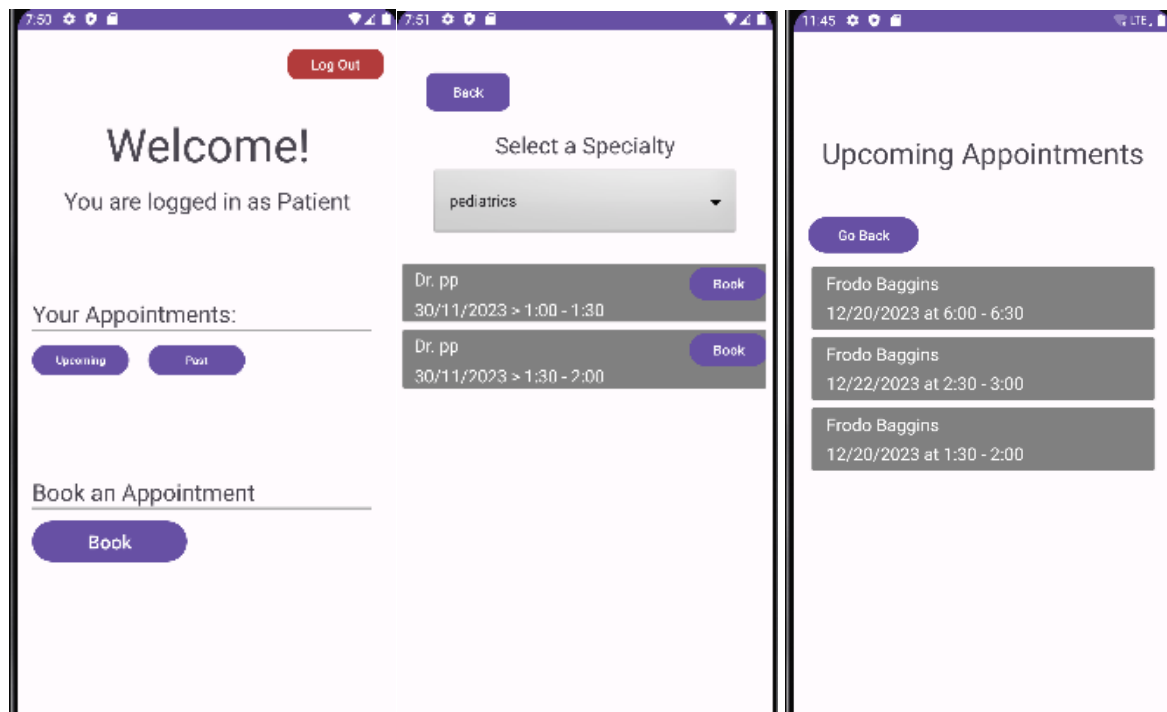 7:50
Log Out
Welcome!
You are logged in as Patient
Your Appointments:
Upcoming Past
Book an Appointment
Book
7:51
Back
Select a Specialty
pediatrics
Dr. pp
Book
30/11/2023 > 1:00 - 1:30
Dr. pp
Book
30/11/2023 > 1:30 - 2:00
11:45 LTE
Upcoming Appointments
Go Back
Frodo Baggins
12/20/2023 at 6:00 - 6:30
Frodo Baggins
12/22/2023 at 2:30 - 3:00
Frodo Baggins
12/20/2023 at 1:30 - 2:00